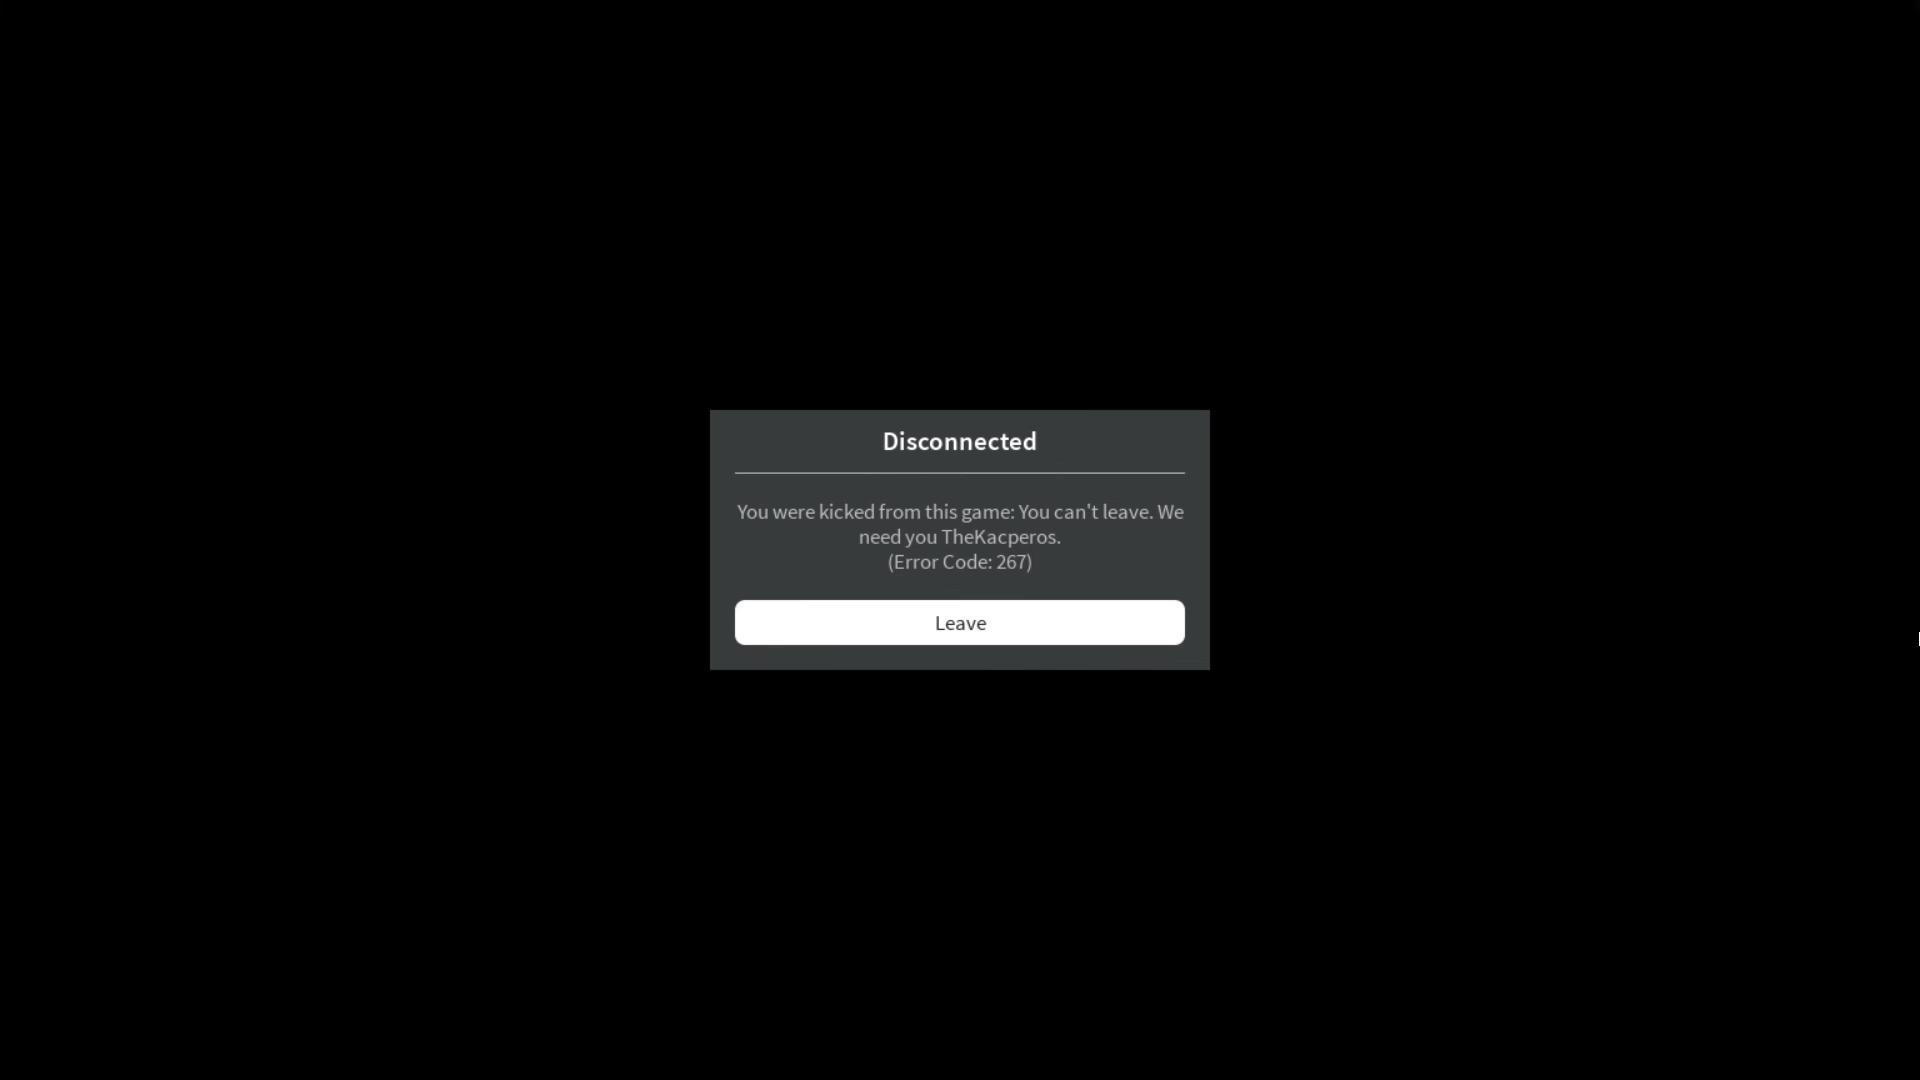 Disconnected
You were kicked from this game: You can't leave. We
need you TheKacperos.
(Error Code: 267)
Leave